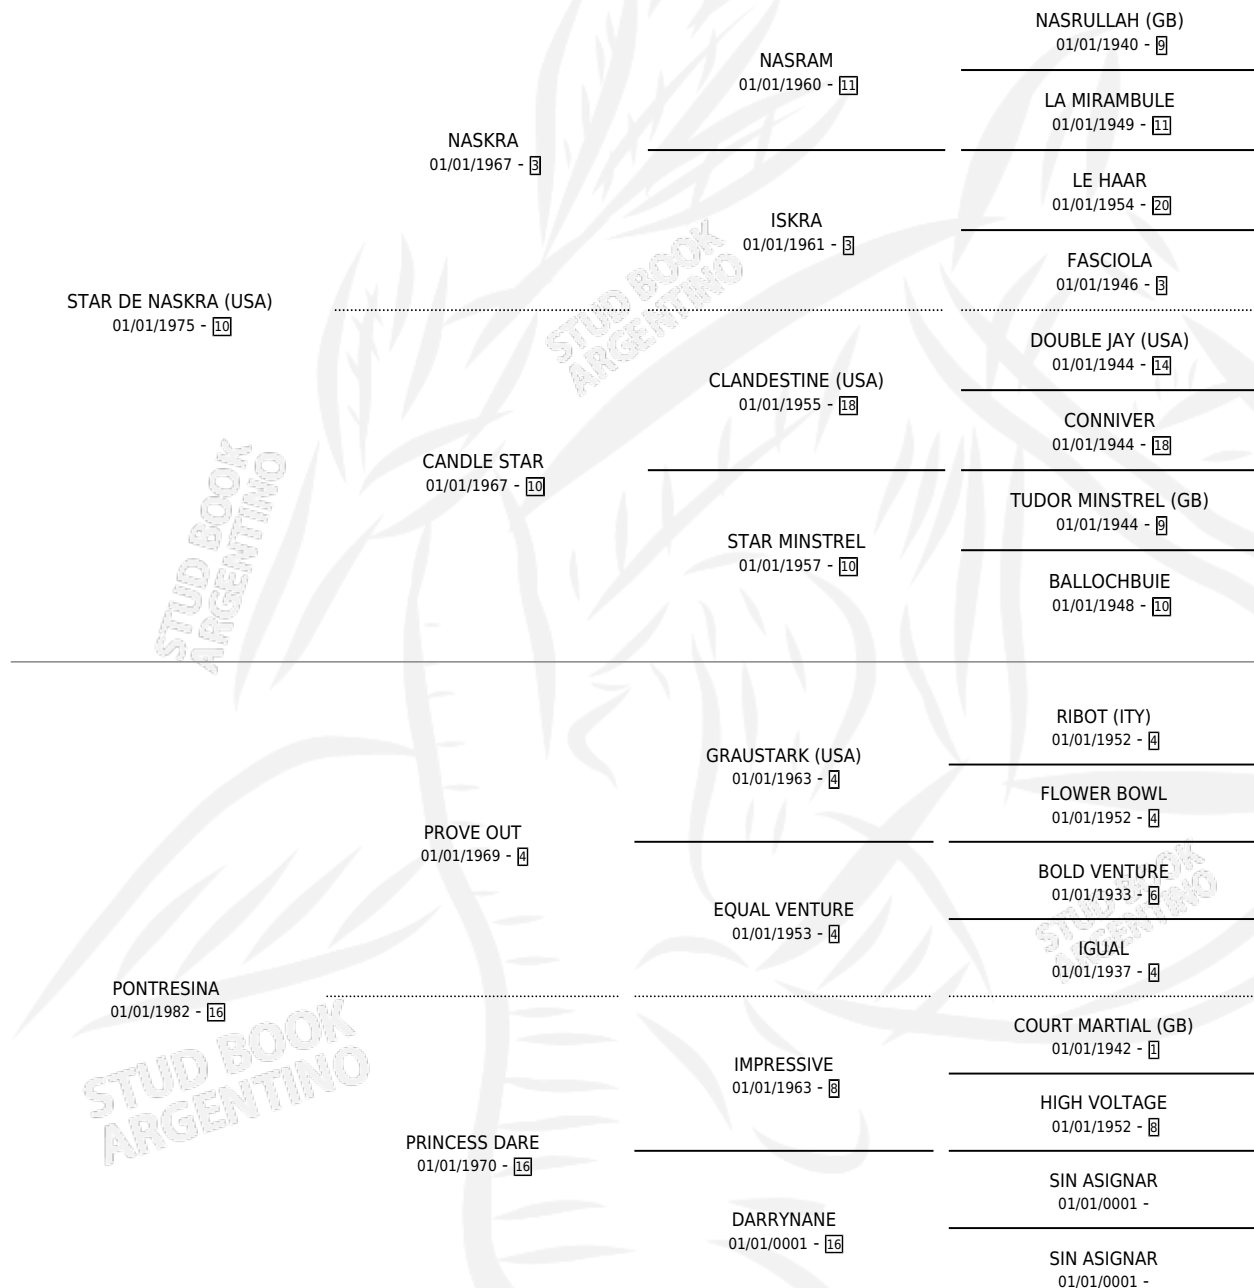 NASRULLAH (GB)
01/01/1940 - 9
NASRAM
01/01/1960 - 11
LA MIRAMBULE
01/01/1949 - 11
NASKRA
01/01/1967 - 3
LE HAAR
01/01/1954 - 20
ISKRA
01/01/1961 - 3
FASCIOLA
01/01/1946 - 3
STAR DE NASKRA (USA)
01/01/1975 - 10
DOUBLE JAY (USA)
01/01/1944 - 14
CLANDESTINE (USA)
01/01/1955 - 18
CONNIVER
01/01/1944 - 18
CANDLE STAR
01/01/1967 - 10
TUDOR MINSTREL (GB)
01/01/1944 - 9
STAR MINSTREL
01/01/1957 - 10
BALLOCHBUIE
01/01/1948 - 10
RIBOT (ITY)
01/01/1952 - 4
GRAUSTARK (USA)
01/01/1963 - 4
FLOWER BOWL
01/01/1952 - 4
PROVE OUT
01/01/1969 - 4
BOLD VENTURE
01/01/1933 - 6
EQUAL VENTURE
01/01/1953 - 4
IGUAL
01/01/1937 - 4
PONTRESINA
01/01/1982 - 16
COURT MARTIAL (GB)
01/01/1942 - 1
IMPRESSIVE
01/01/1963 - 8
HIGH VOLTAGE
01/01/1952 - 8
PRINCESS DARE
01/01/1970 - 16
SIN ASIGNAR
01/01/0001 -
DARRYNANE
01/01/0001 - 16
SIN ASIGNAR
01/01/0001 -
STUD BOOK
ARGENTINO
STUD BOOK
ARGENTINO
STUD BOOK
ARGENTINO
STUD BOOK
ARGENTINO